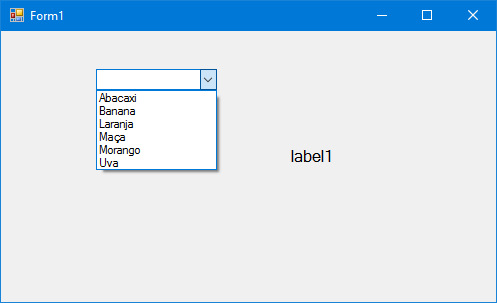 Form1
Abacaxi
Banana
Laranja
Maça
Morango
Uva
label1